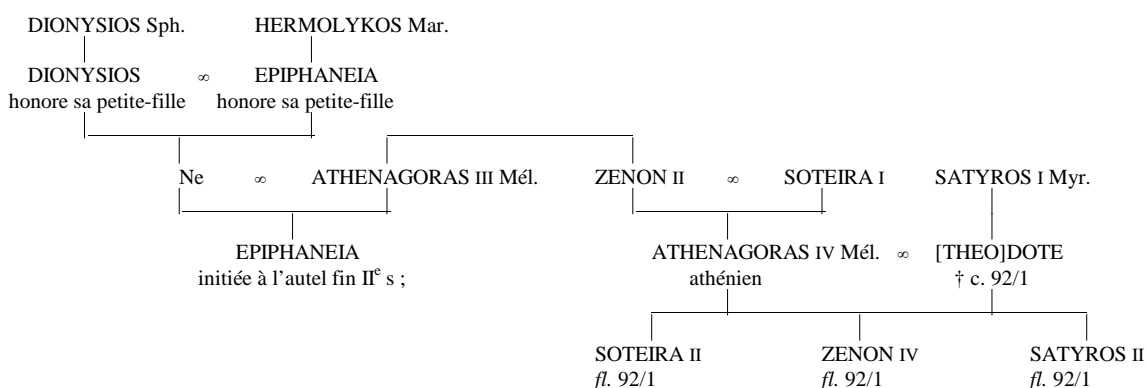 DIONYSIOS Sph. HERMOLYKOS Mar.
DIONYSIOS ∞ EPIPHANEIA
honore sa petite-fille honore sa petite-fille
Ne ∞ ATHENAGORAS III Mél. ZENON II ∞ SOTEIRA I SATYROS I Myr.
EPIPHANEIA ATHENAGORAS IV Mél. ∞ [THEO]DOTE
initiée à l'autel fin IIe s ; athénien † c. 92/1
SOTEIRA II ZENON IV SATYROS II
fl. 92/1 fl. 92/1 fl. 92/1